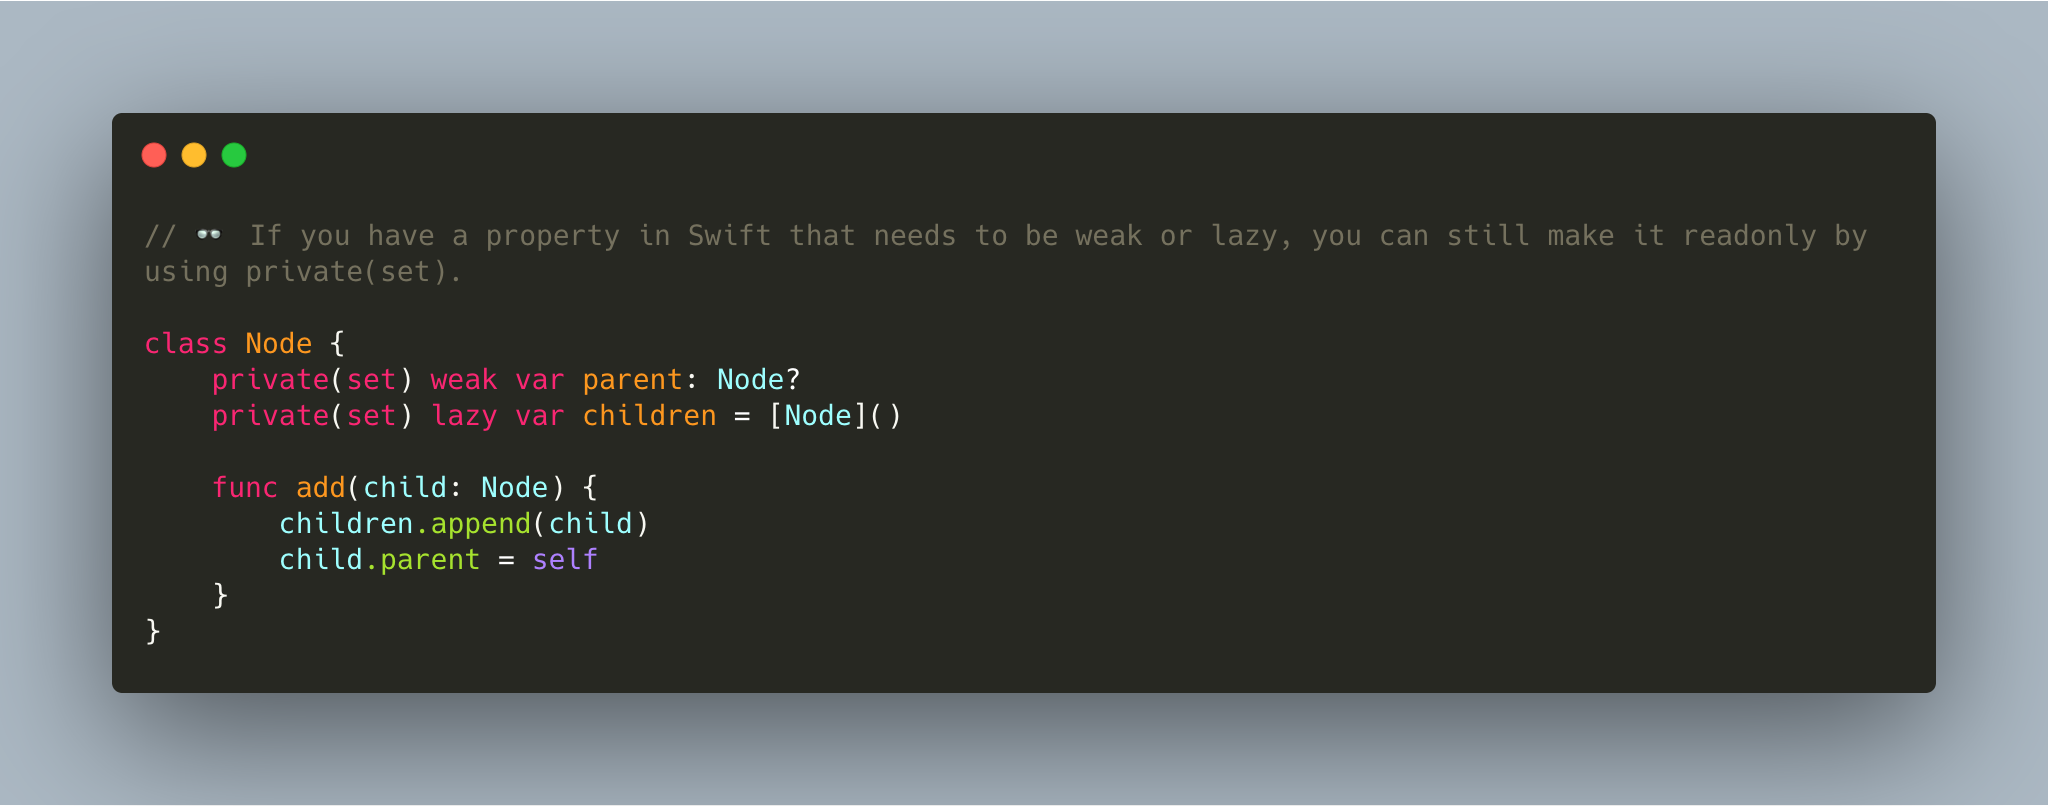 // 👓 If you have a property in Swift that needs to be weak or lazy, you can still make it readonly by
using private(set).
class Node {
    private(set) weak var parent: Node?
    private(set) lazy var children = [Node]()
    func add(child: Node) {
        children.append(child)
        child.parent = self
    }
}